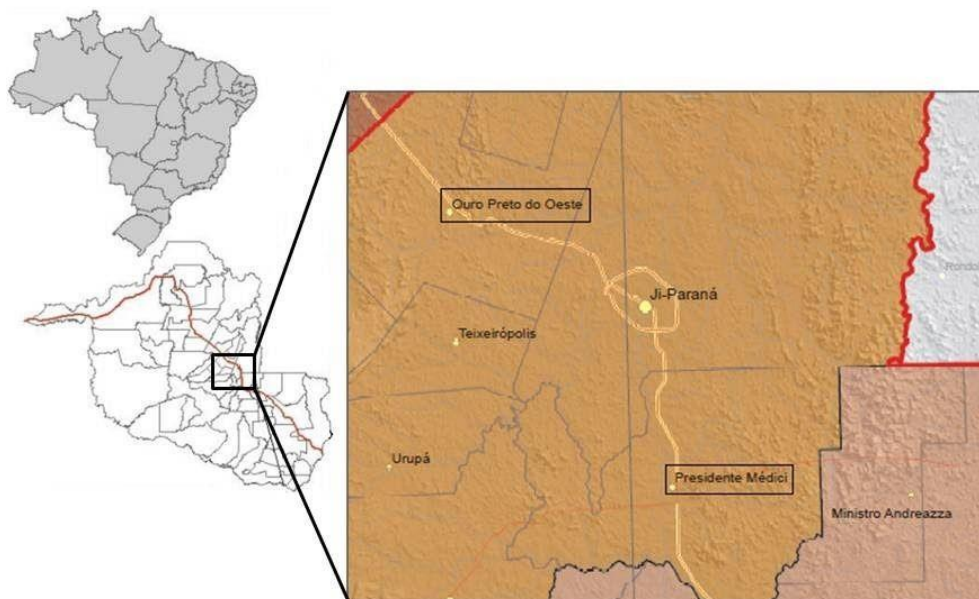 Ouro Preto do Oeste
Ji-Paraná
Teixeirópolis
Urupá
Presidente Médici
Ministro Andreazza